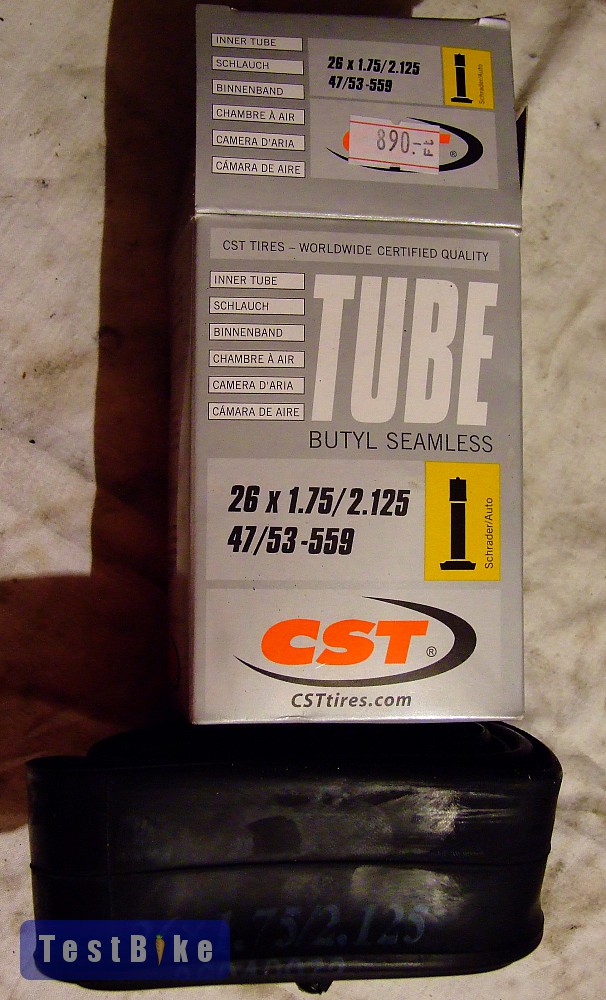 INNER TUBE
SCHLAUCH
BINNENBAND
CHAMBRE À AIR
CAMERA D'ARIA
CÁMARA DE AIRE
26 x 1.75/2.125
47/53-559
Schrader/Auto
890.- Ft
®
CST TIRES – WORLDWIDE CERTIFIED QUALITY
INNER TUBE
SCHLAUCH
BINNENBAND
CHAMBRE À AIR
CAMERA D'ARIA
CÁMARA DE AIRE
TUBE
BUTYL SEAMLESS
26 x 1.75/2.125
47/53-559
Schrader/Auto
CST®
CSTtires.com
1.75/2.125
TestBike